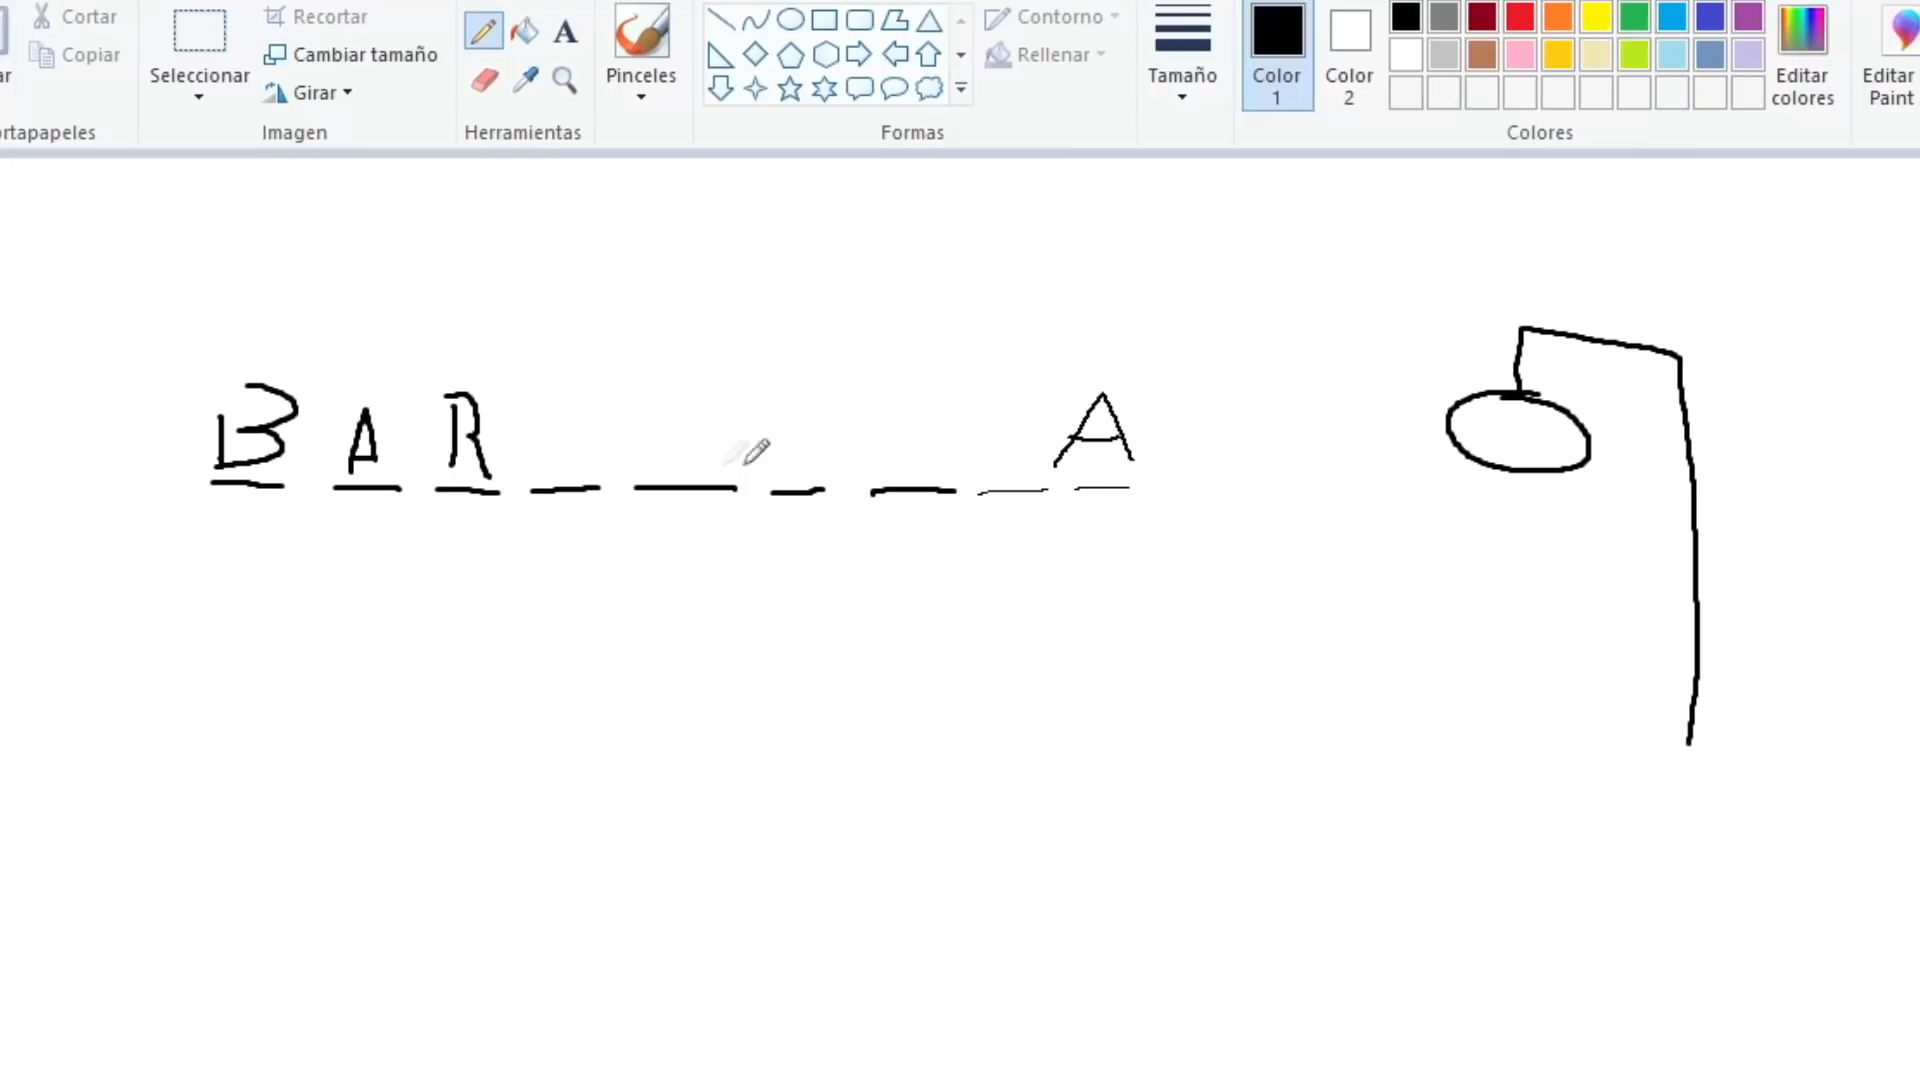 Cortar Recortar
Copiar Seleccionar Cambiar tamaño Pinceles Contorno Rellenar Tamaño Color 1 Color 2 Editar colores Editar Paint
Girar
Imagen Herramientas Formas Colores
B A R _ _ _ _ _ A